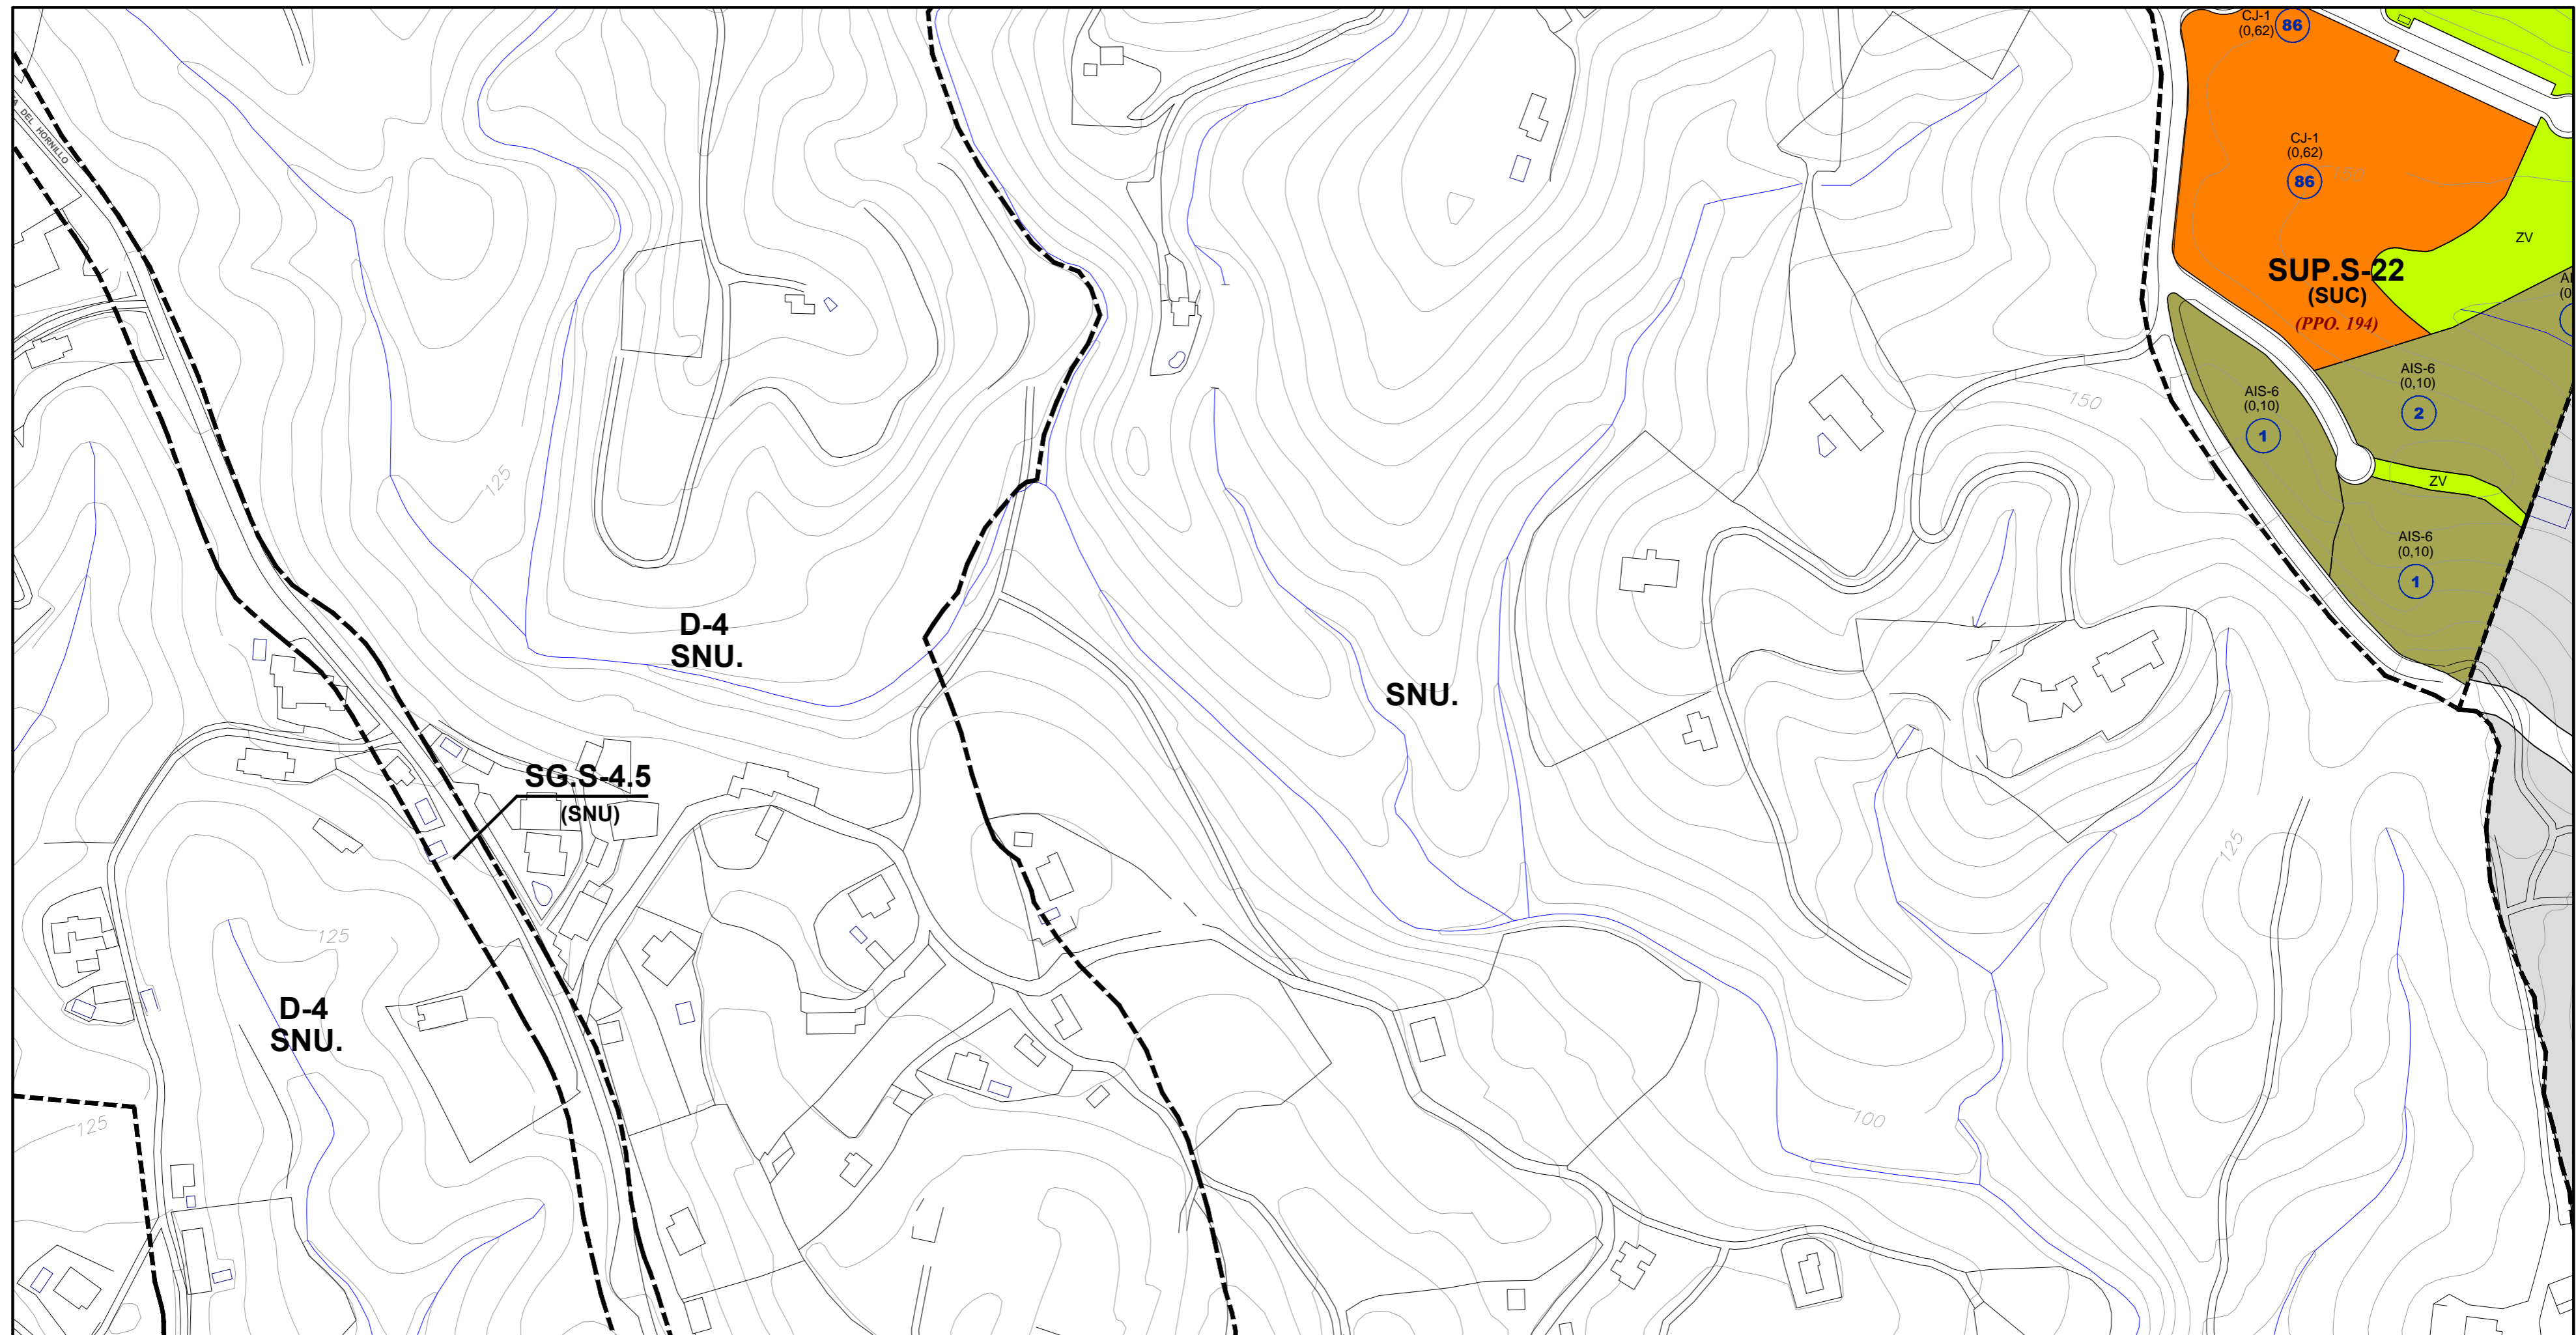 CJ-1
(0,62)
86
DEL HORNILLO
CJ-1
(0,62)
86
150
ZV
SUP.S-22
(SUC)
(PPO. 194)
AIS-6
(0,10)
2
AIS-6
(0,10)
1
150
125
ZV
AIS-6
(0,10)
1
D-4
SNU.
SNU.
SG.S-4.5
(SNU)
125
125
D-4
SNU.
100
125